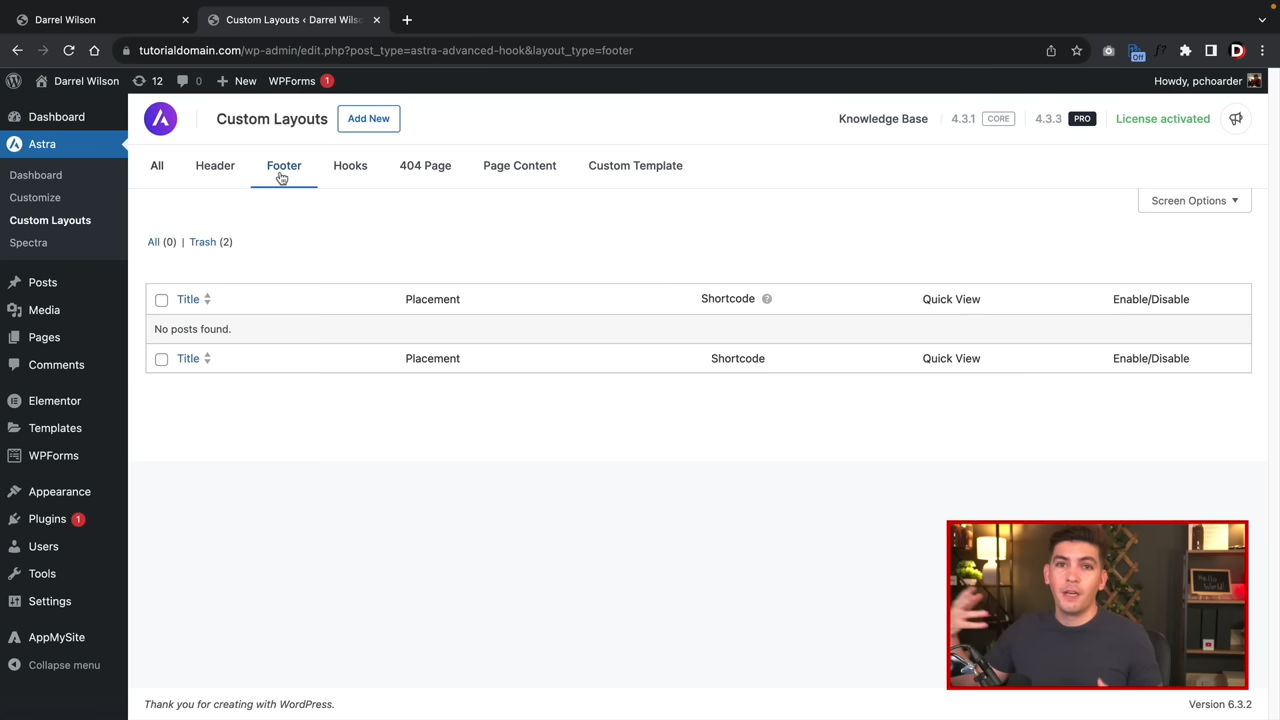 Darrel Wilson
Custom Layouts ‹ Darrel Wils
tutorialdomain.com/wp-admin/edit.php?post_type=astra-advanced-hook&layout_type=footer
Off
Darrel Wilson
12
0
New
WPForms 1
Howdy, pchoarder
Dashboard
Astra
Dashboard
Customize
Custom Layouts
Spectra
Posts
Media
Pages
Comments
Elementor
Templates
WPForms
Appearance
Plugins 1
Users
Tools
Settings
AppMySite
Collapse menu
Custom Layouts
Add New
Knowledge Base
4.3.1 CORE
4.3.3 PRO
License activated
All Header Footer Hooks 404 Page Page Content Custom Template
Screen Options ▼
All (0) | Trash (2)
Title Placement Shortcode ? Quick View Enable/Disable
No posts found.
Title Placement Shortcode Quick View Enable/Disable
Hello World!
Thank you for creating with WordPress.
Version 6.3.2